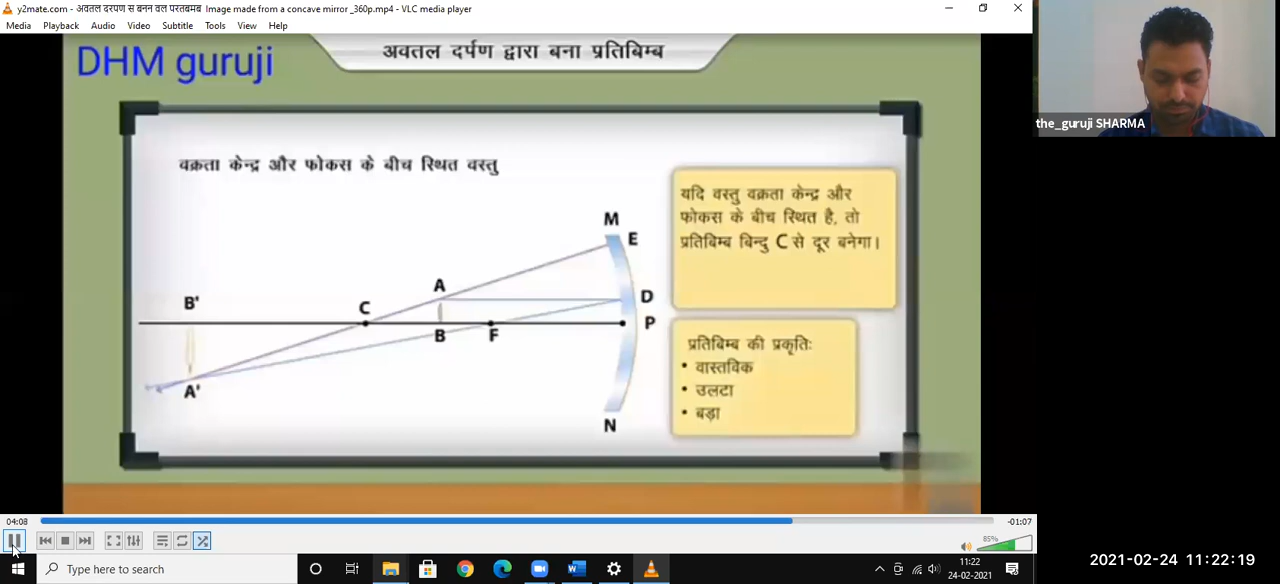 y2mate.com - अवतल दरपण स बनन वल परतबमब  Image made from a concave mirror _360p.mp4 - VLC media player
Media Playback Audio Video Subtitle Tools View Help
DHM guruji
अवतल दर्पण द्वारा बना प्रतिबिम्ब
the_guruji SHARMA
वक्रता केन्द्र और फोकस के बीच स्थित वस्तु
यदि वस्तु वक्रता केन्द्र और
फोकस के बीच स्थित है, तो
प्रतिबिम्ब बिन्दु C से दूर बनेगा।
M
E
A
D
B'
C
P
B
F
A'
N
प्रतिबिम्ब की प्रकृतिः
• वास्तविक
• उलटा
• बड़ा
04:08
-01:07
85%
Type here to search
11:22
24-02-2021
2021-02-24 11:22:19